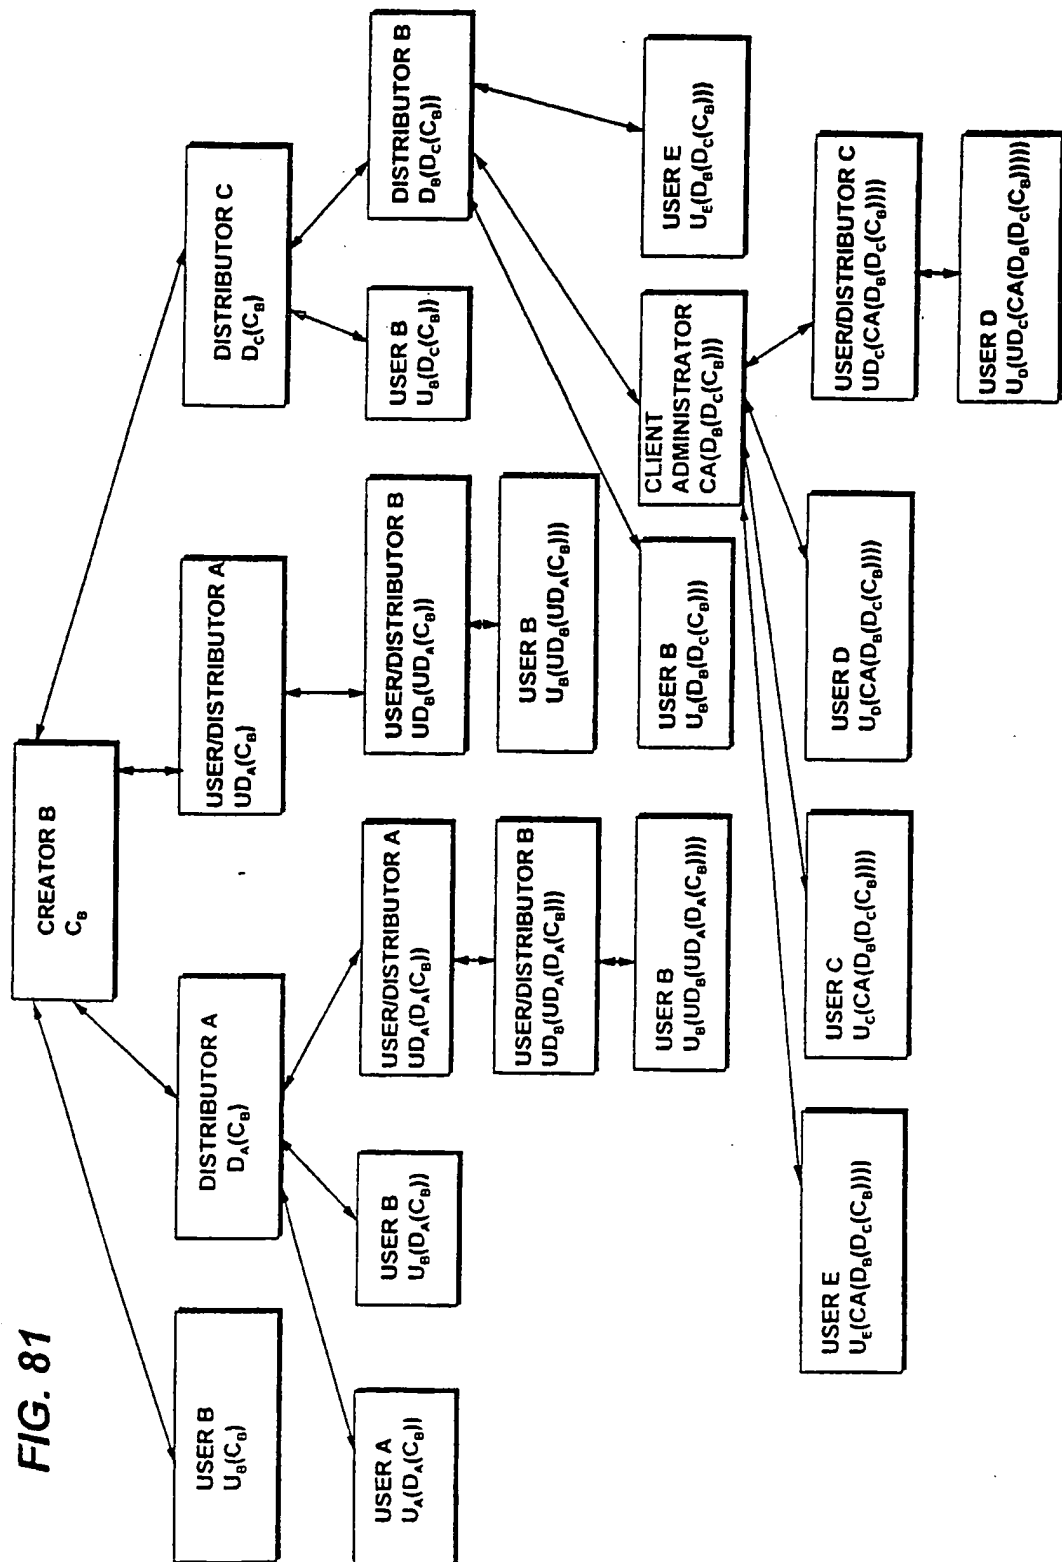 FIG. 81
CREATOR B
C_B
USER B
U_B(C_B)
DISTRIBUTOR A
D_A(C_B)
USER/DISTRIBUTOR A
UD_A(C_B)
DISTRIBUTOR C
D_C(C_B)
USER A
U_A(D_A(C_B))
USER B
U_B(D_A(C_B))
USER/DISTRIBUTOR A
UD_A(D_A(C_B))
USER/DISTRIBUTOR B
UD_B(UD_A(C_B))
USER B
U_B(D_C(C_B))
DISTRIBUTOR B
D_B(D_C(C_B))
USER/DISTRIBUTOR B
UD_B(UD_A(D_A(C_B)))
USER B
U_B(UD_B(UD_A(C_B)))
USER B
U_B(UD_B(UD_A(D_A(C_B))))
USER B
U_B(D_B(D_C(C_B)))
CLIENT
ADMINISTRATOR
CA(D_B(D_C(C_B)))
USER E
U_E(D_B(D_C(C_B)))
USER E
U_E(CA(D_B(D_C(C_B))))
USER C
U_C(CA(D_B(D_C(C_B))))
USER D
U_D(CA(D_B(D_C(C_B))))
USER/DISTRIBUTOR C
UD_C(CA(D_B(D_C(C_B))))
USER D
U_D(UD_C(CA(D_B(D_C(C_B)))))